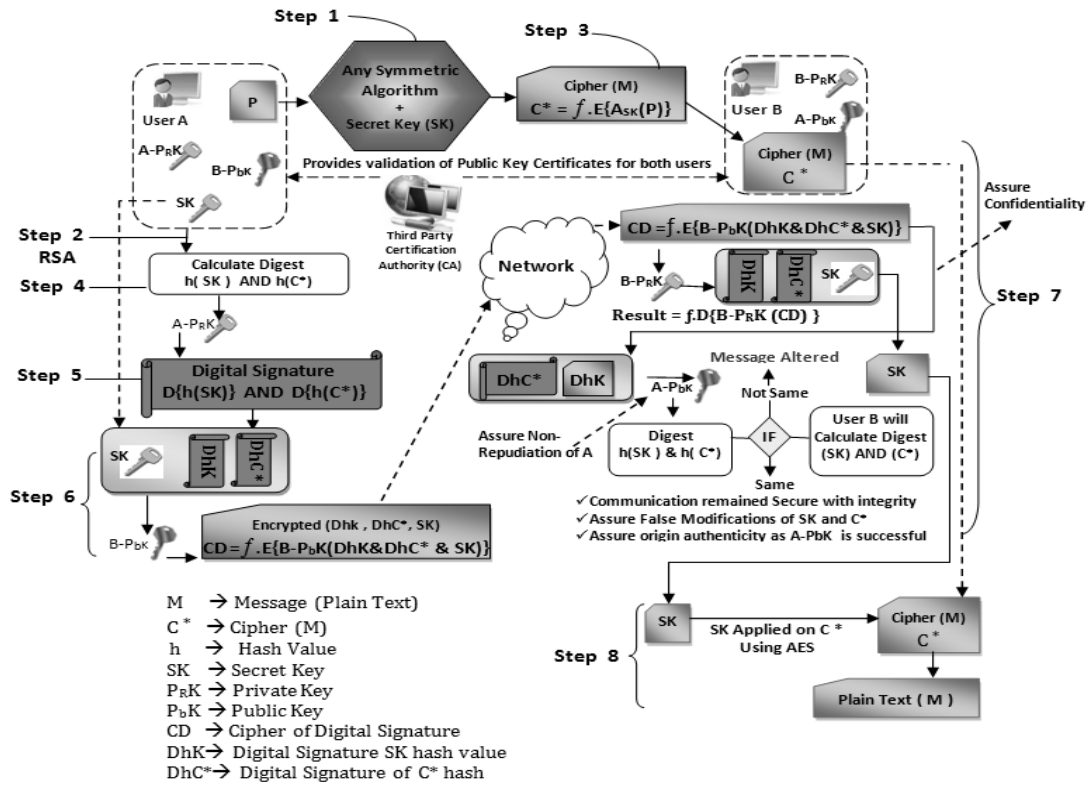 Step 1
Step 3
User A
P
A-PRK
B-PbK
SK
Any Symmetric
Algorithm
+
Secret Key (SK)
Cipher (M)
C* = f.E{ASK(P)}
User B
B-PRK
A-PbK
Cipher (M)
C*
Provides validation of Public Key Certificates for both users
Third Party
Certification
Authority (CA)
Assure
Confidentiality
Step 7
Step 2
RSA
Step 4
Calculate Digest
h( SK ) AND h(C*)
A-PRK
Step 5
Digital Signature
D{h(SK)} AND D{h(C*)}
SK
DhK
DhC*
Step 6
B-PbK
Encrypted (Dhk , DhC*, SK)
CD = f.E{B-PbK(DhK&DhC* & SK)}
Network
CD =f.E{B-PbK(DhK&DhC*&SK)}
B-PRK
DhK
DhC*
SK
Result = f.D{B-PRK (CD) }
DhC*
DhK
A-PbK
Message Altered
Not Same
SK
Assure Non-
Repudiation of A
Digest
h(SK ) & h( C*)
IF
User B will
Calculate Digest
(SK) AND (C*)
Same
✓Communication remained Secure with integrity
✓Assure False Modifications of SK and C*
✓Assure origin authenticity as A-PbK is successful
Step 8
SK
SK Applied on C *
Using AES
Cipher (M)
C*
Plain Text ( M )
M → Message (Plain Text)
C* → Cipher (M)
h → Hash Value
SK → Secret Key
PRK → Private Key
PbK → Public Key
CD → Cipher of Digital Signature
DhK→ Digital Signature SK hash value
DhC*→ Digital Signature of C* hash